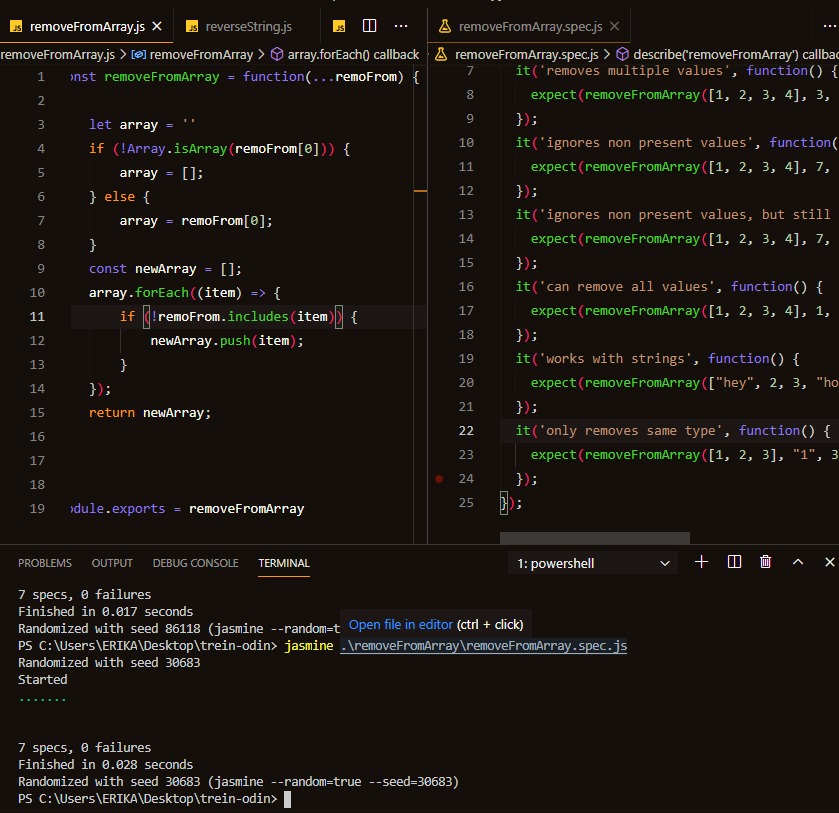 JS removeFromArray.js ✕
JS reverseString.js
JS
...
removeFromArray.js > removeFromArray > array.forEach() callback
1 onst removeFromArray = function(...remoFrom) {
2
3 let array = ''
4 if (!Array.isArray(remoFrom[0])) {
5 array = [];
6 } else {
7 array = remoFrom[0];
8 }
9 const newArray = [];
10 array.forEach((item) => {
11 if (!remoFrom.includes(item)) {
12 newArray.push(item);
13 }
14 });
15 return newArray;
16
17
18
19 odule.exports = removeFromArray
removeFromArray.spec.js ✕
...
removeFromArray.spec.js > describe('removeFromArray') callbac
7 it('removes multiple values', function() {
8 expect(removeFromArray([1, 2, 3, 4], 3,
9 });
10 it('ignores non present values', function(
11 expect(removeFromArray([1, 2, 3, 4], 7,
12 });
13 it('ignores non present values, but still
14 expect(removeFromArray([1, 2, 3, 4], 7,
15 });
16 it('can remove all values', function() {
17 expect(removeFromArray([1, 2, 3, 4], 1,
18 });
19 it('works with strings', function() {
20 expect(removeFromArray(["hey", 2, 3, "ho
21 });
22 it('only removes same type', function() {
23 expect(removeFromArray([1, 2, 3], "1", 3
24 });
25 });
PROBLEMS OUTPUT DEBUG CONSOLE TERMINAL
1: powershell
7 specs, 0 failures
Finished in 0.017 seconds
Randomized with seed 86118 (jasmine --random=t
Open file in editor (ctrl + click)
PS C:\Users\ERIKA\Desktop\trein-odin> jasmine .\removeFromArray\removeFromArray.spec.js
Randomized with seed 30683
Started
.......
7 specs, 0 failures
Finished in 0.028 seconds
Randomized with seed 30683 (jasmine --random=true --seed=30683)
PS C:\Users\ERIKA\Desktop\trein-odin>